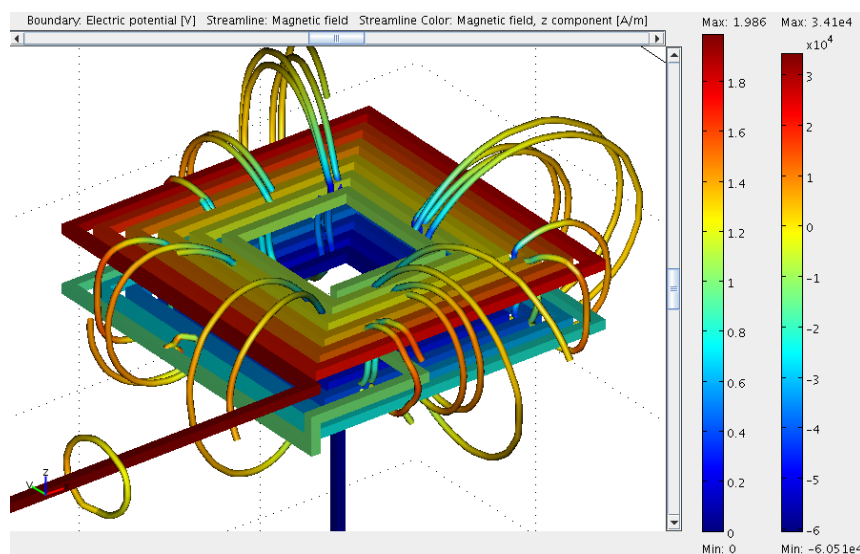 Boundary: Electric potential [V]  Streamline: Magnetic field  Streamline Color: Magnetic field, z component [A/m]
Max: 1.986
Max: 3.41e4
x10⁴
1.8
1.6
1.4
1.2
1
0.8
0.6
0.4
0.2
0
3
2
1
0
-1
-2
-3
-4
-5
-6
z
y
Min: 0
Min: -6.051e4